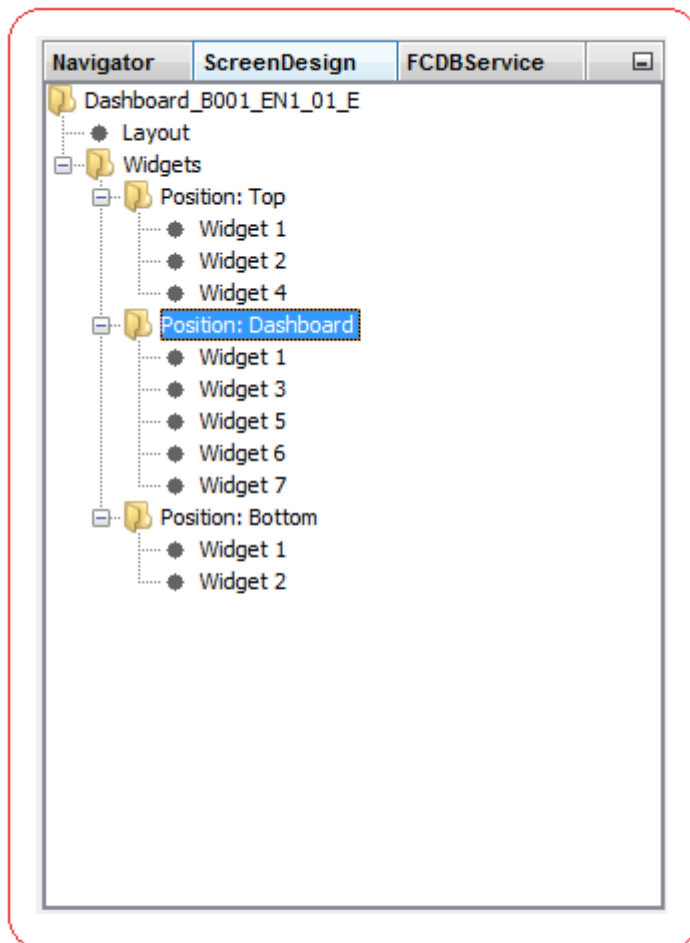 Navigator ScreenDesign FCDBService
Dashboard_B001_EN1_01_E
Layout
Widgets
Position: Top
Widget 1
Widget 2
Widget 4
Position: Dashboard
Widget 1
Widget 3
Widget 5
Widget 6
Widget 7
Position: Bottom
Widget 1
Widget 2